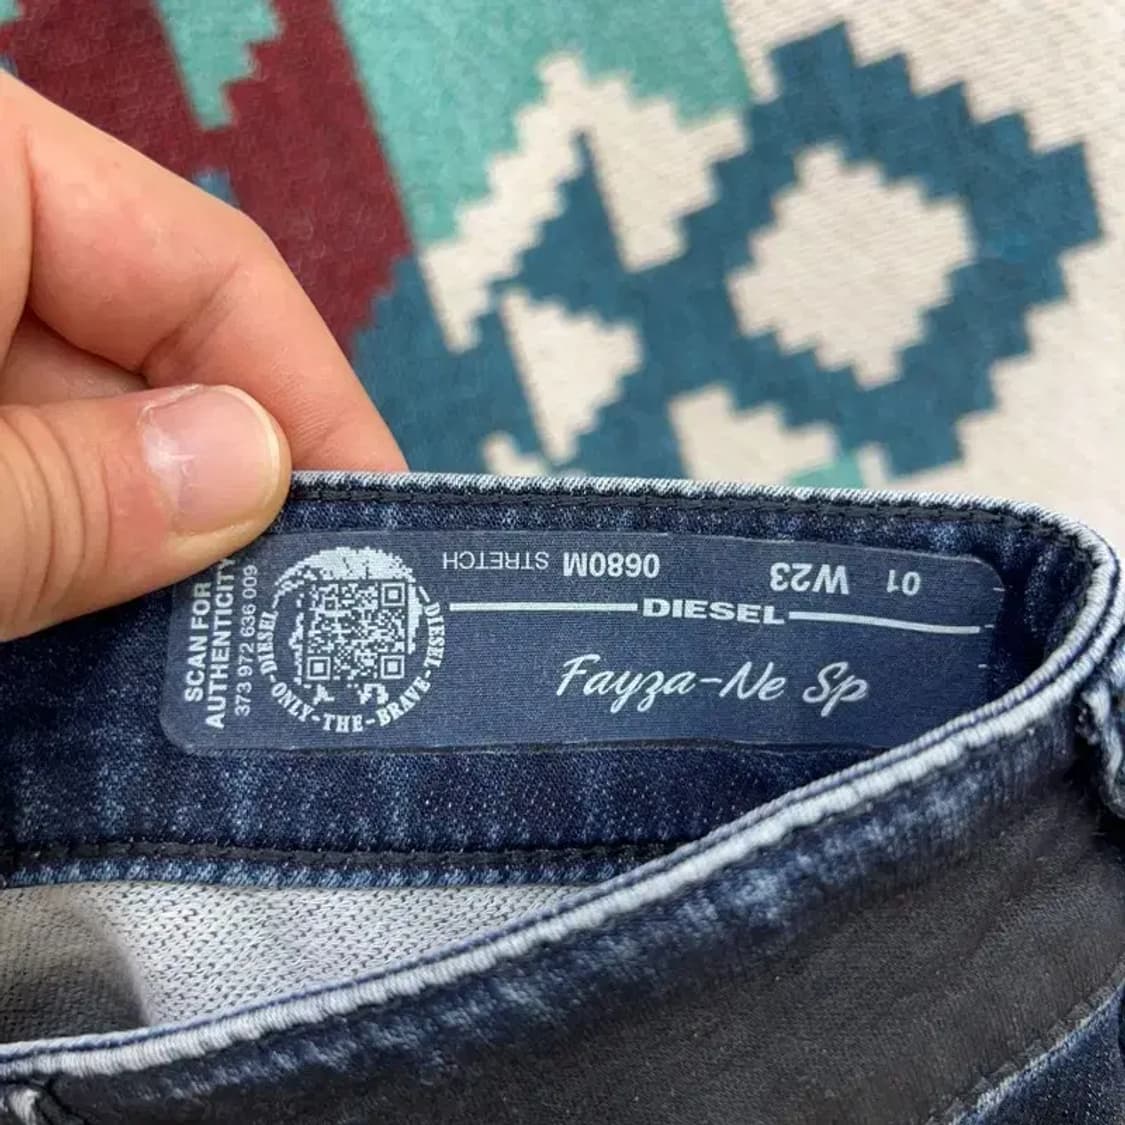 SCAN FOR
AUTHENTICITY
373 972 636 009
DIESEL-ONLY-THE-BRAVE-DIESEL
0680M STRETCH
01 W23
DIESEL
Fayza-Ne Sp